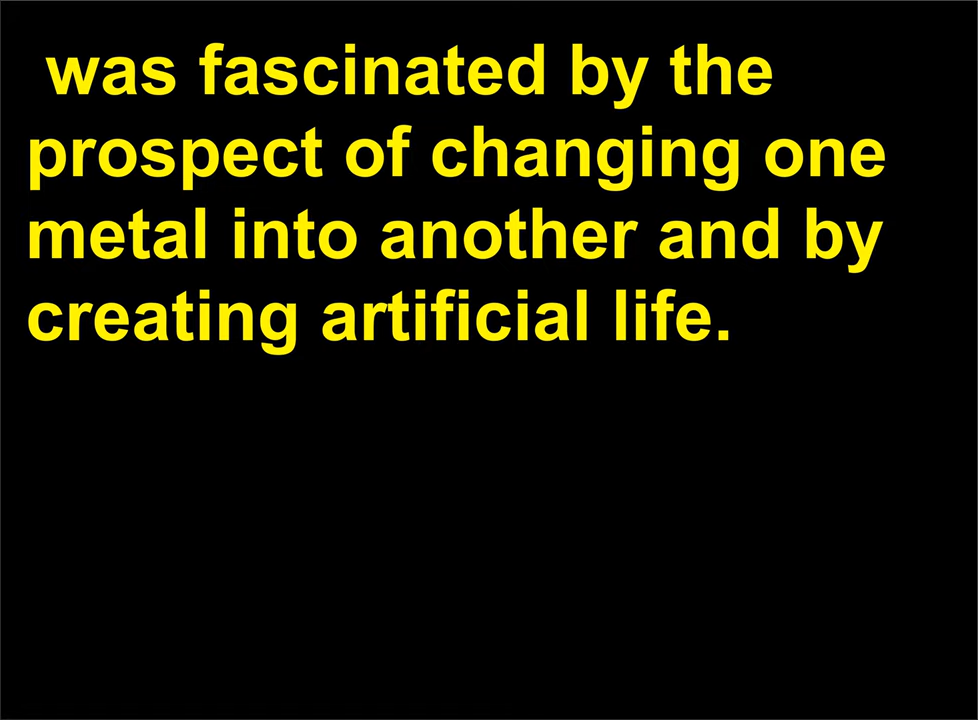 was fascinated by the
prospect of changing one
metal into another and by
creating artificial life.